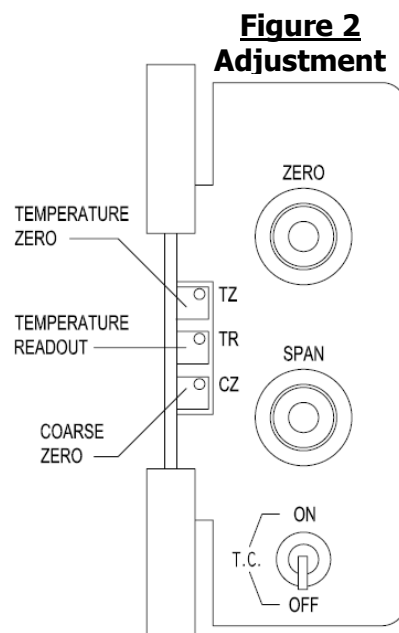 Figure 2
Adjustment
ZERO
TEMPERATURE
ZERO
TZ
TEMPERATURE
READOUT
TR
SPAN
CZ
COARSE
ZERO
ON
T.C.
OFF